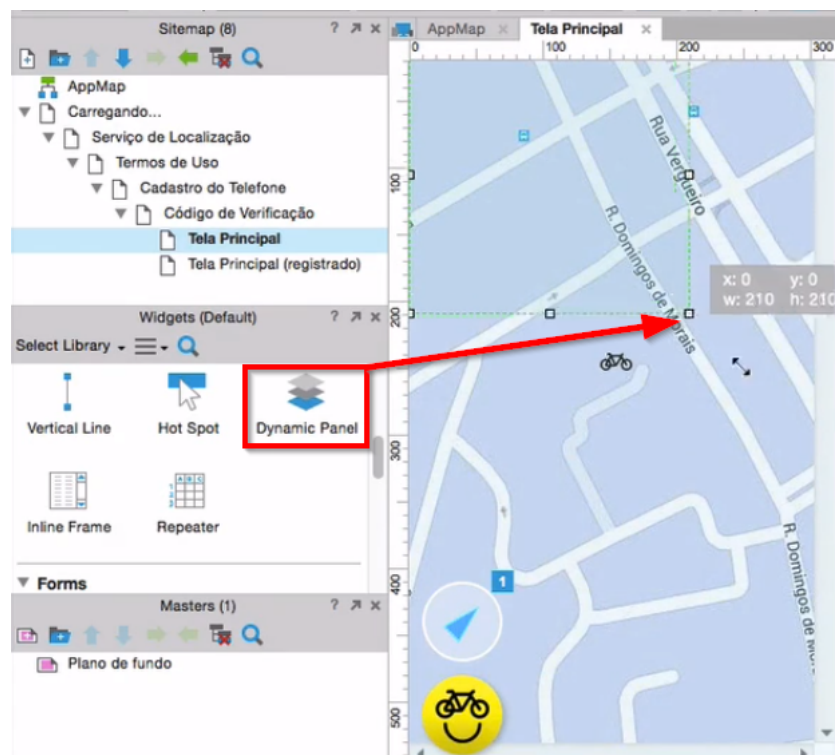 Sitemap (8)
AppMap
Carregando...
Serviço de Localização
Termos de Uso
Cadastro do Telefone
Código de Verificação
Tela Principal
Tela Principal (registrado)
Widgets (Default)
Select Library
Vertical Line
Hot Spot
Dynamic Panel
Inline Frame
Repeater
Forms
Masters (1)
Plano de fundo
AppMap
Tela Principal
0
100
200
300
100
200
300
400
500
Rua Vergueiro
R. Domingos de Morais
x: 0 y: 0
w: 210 h: 210
1
R. Domingos de